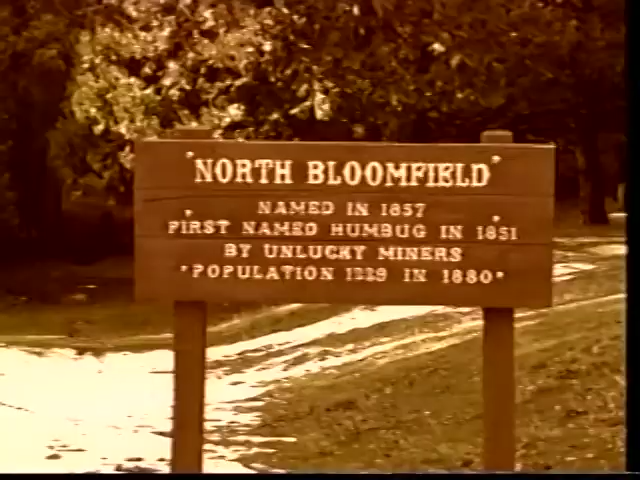 NORTH BLOOMFIELD
NAMED IN 1857
FIRST NAMED HUMBUG IN 1851
BY UNLUCKY MINERS
POPULATION 1229 IN 1880